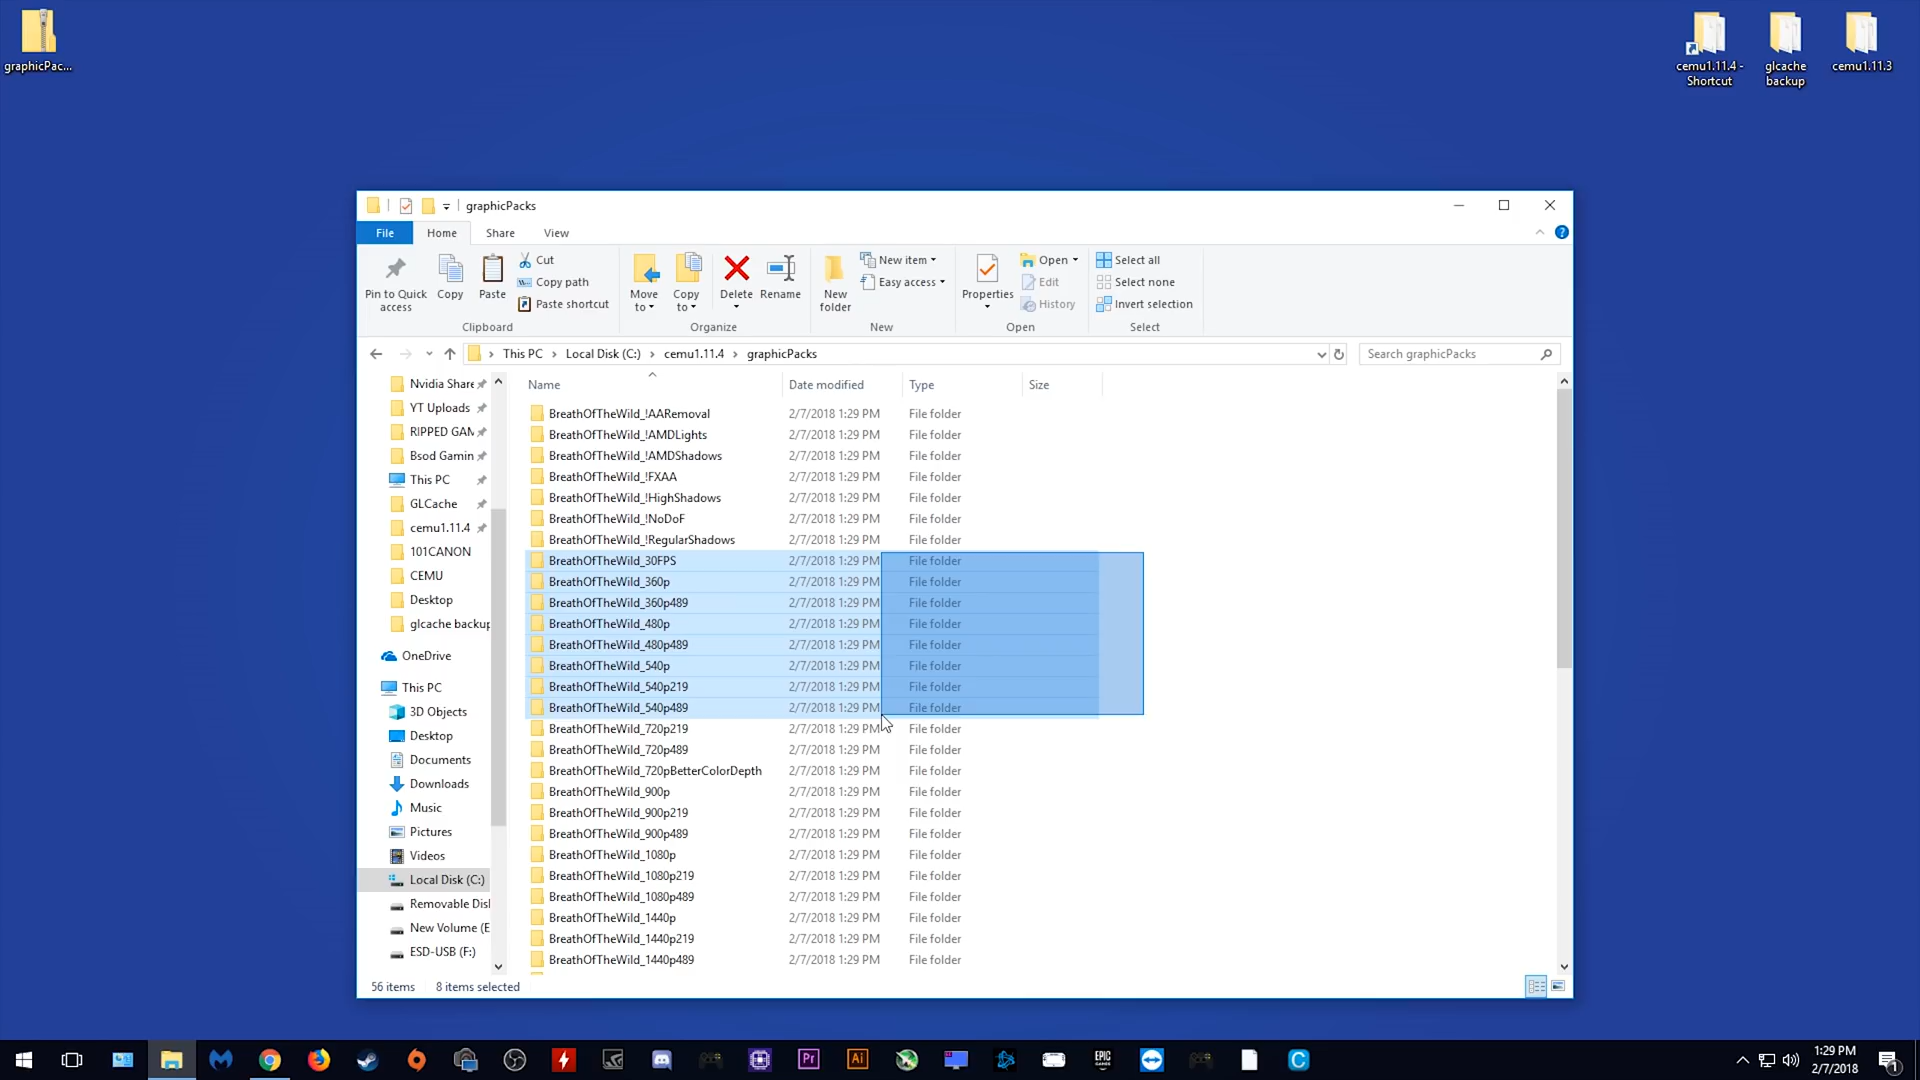 graphicPac...
cemu1.11.4 -
Shortcut
glcache
backup
cemu1.11.3
graphicPacks
File
Home
Share
View
Pin to Quick
access
Copy
Paste
Cut
Copy path
Paste shortcut
Clipboard
Move
to
Copy
to
Delete
Rename
Organize
New
folder
New item
Easy access
New
Properties
Open
Edit
History
Open
Select all
Select none
Invert selection
Select
This PC
Local Disk (C:)
cemu1.11.4
graphicPacks
Search graphicPacks
Nvidia Share
YT Uploads
RIPPED GAM
Bsod Gamin
This PC
GLCache
cemu1.11.4
101CANON
CEMU
Desktop
glcache backup
OneDrive
This PC
3D Objects
Desktop
Documents
Downloads
Music
Pictures
Videos
Local Disk (C:)
Removable Disk
New Volume (E
ESD-USB (F:)
Name Date modified Type Size
BreathOfTheWild_!AARemoval 2/7/2018 1:29 PM File folder
BreathOfTheWild_!AMDLights 2/7/2018 1:29 PM File folder
BreathOfTheWild_!AMDShadows 2/7/2018 1:29 PM File folder
BreathOfTheWild_!FXAA 2/7/2018 1:29 PM File folder
BreathOfTheWild_!HighShadows 2/7/2018 1:29 PM File folder
BreathOfTheWild_!NoDoF 2/7/2018 1:29 PM File folder
BreathOfTheWild_!RegularShadows 2/7/2018 1:29 PM File folder
BreathOfTheWild_30FPS 2/7/2018 1:29 PM File folder
BreathOfTheWild_360p 2/7/2018 1:29 PM File folder
BreathOfTheWild_360p489 2/7/2018 1:29 PM File folder
BreathOfTheWild_480p 2/7/2018 1:29 PM File folder
BreathOfTheWild_480p489 2/7/2018 1:29 PM File folder
BreathOfTheWild_540p 2/7/2018 1:29 PM File folder
BreathOfTheWild_540p219 2/7/2018 1:29 PM File folder
BreathOfTheWild_540p489 2/7/2018 1:29 PM File folder
BreathOfTheWild_720p219 2/7/2018 1:29 PM File folder
BreathOfTheWild_720p489 2/7/2018 1:29 PM File folder
BreathOfTheWild_720pBetterColorDepth 2/7/2018 1:29 PM File folder
BreathOfTheWild_900p 2/7/2018 1:29 PM File folder
BreathOfTheWild_900p219 2/7/2018 1:29 PM File folder
BreathOfTheWild_900p489 2/7/2018 1:29 PM File folder
BreathOfTheWild_1080p 2/7/2018 1:29 PM File folder
BreathOfTheWild_1080p219 2/7/2018 1:29 PM File folder
BreathOfTheWild_1080p489 2/7/2018 1:29 PM File folder
BreathOfTheWild_1440p 2/7/2018 1:29 PM File folder
BreathOfTheWild_1440p219 2/7/2018 1:29 PM File folder
BreathOfTheWild_1440p489 2/7/2018 1:29 PM File folder
56 items 8 items selected
Pr
Ai
EPIC
GAMES
C
1:29 PM
2/7/2018
1